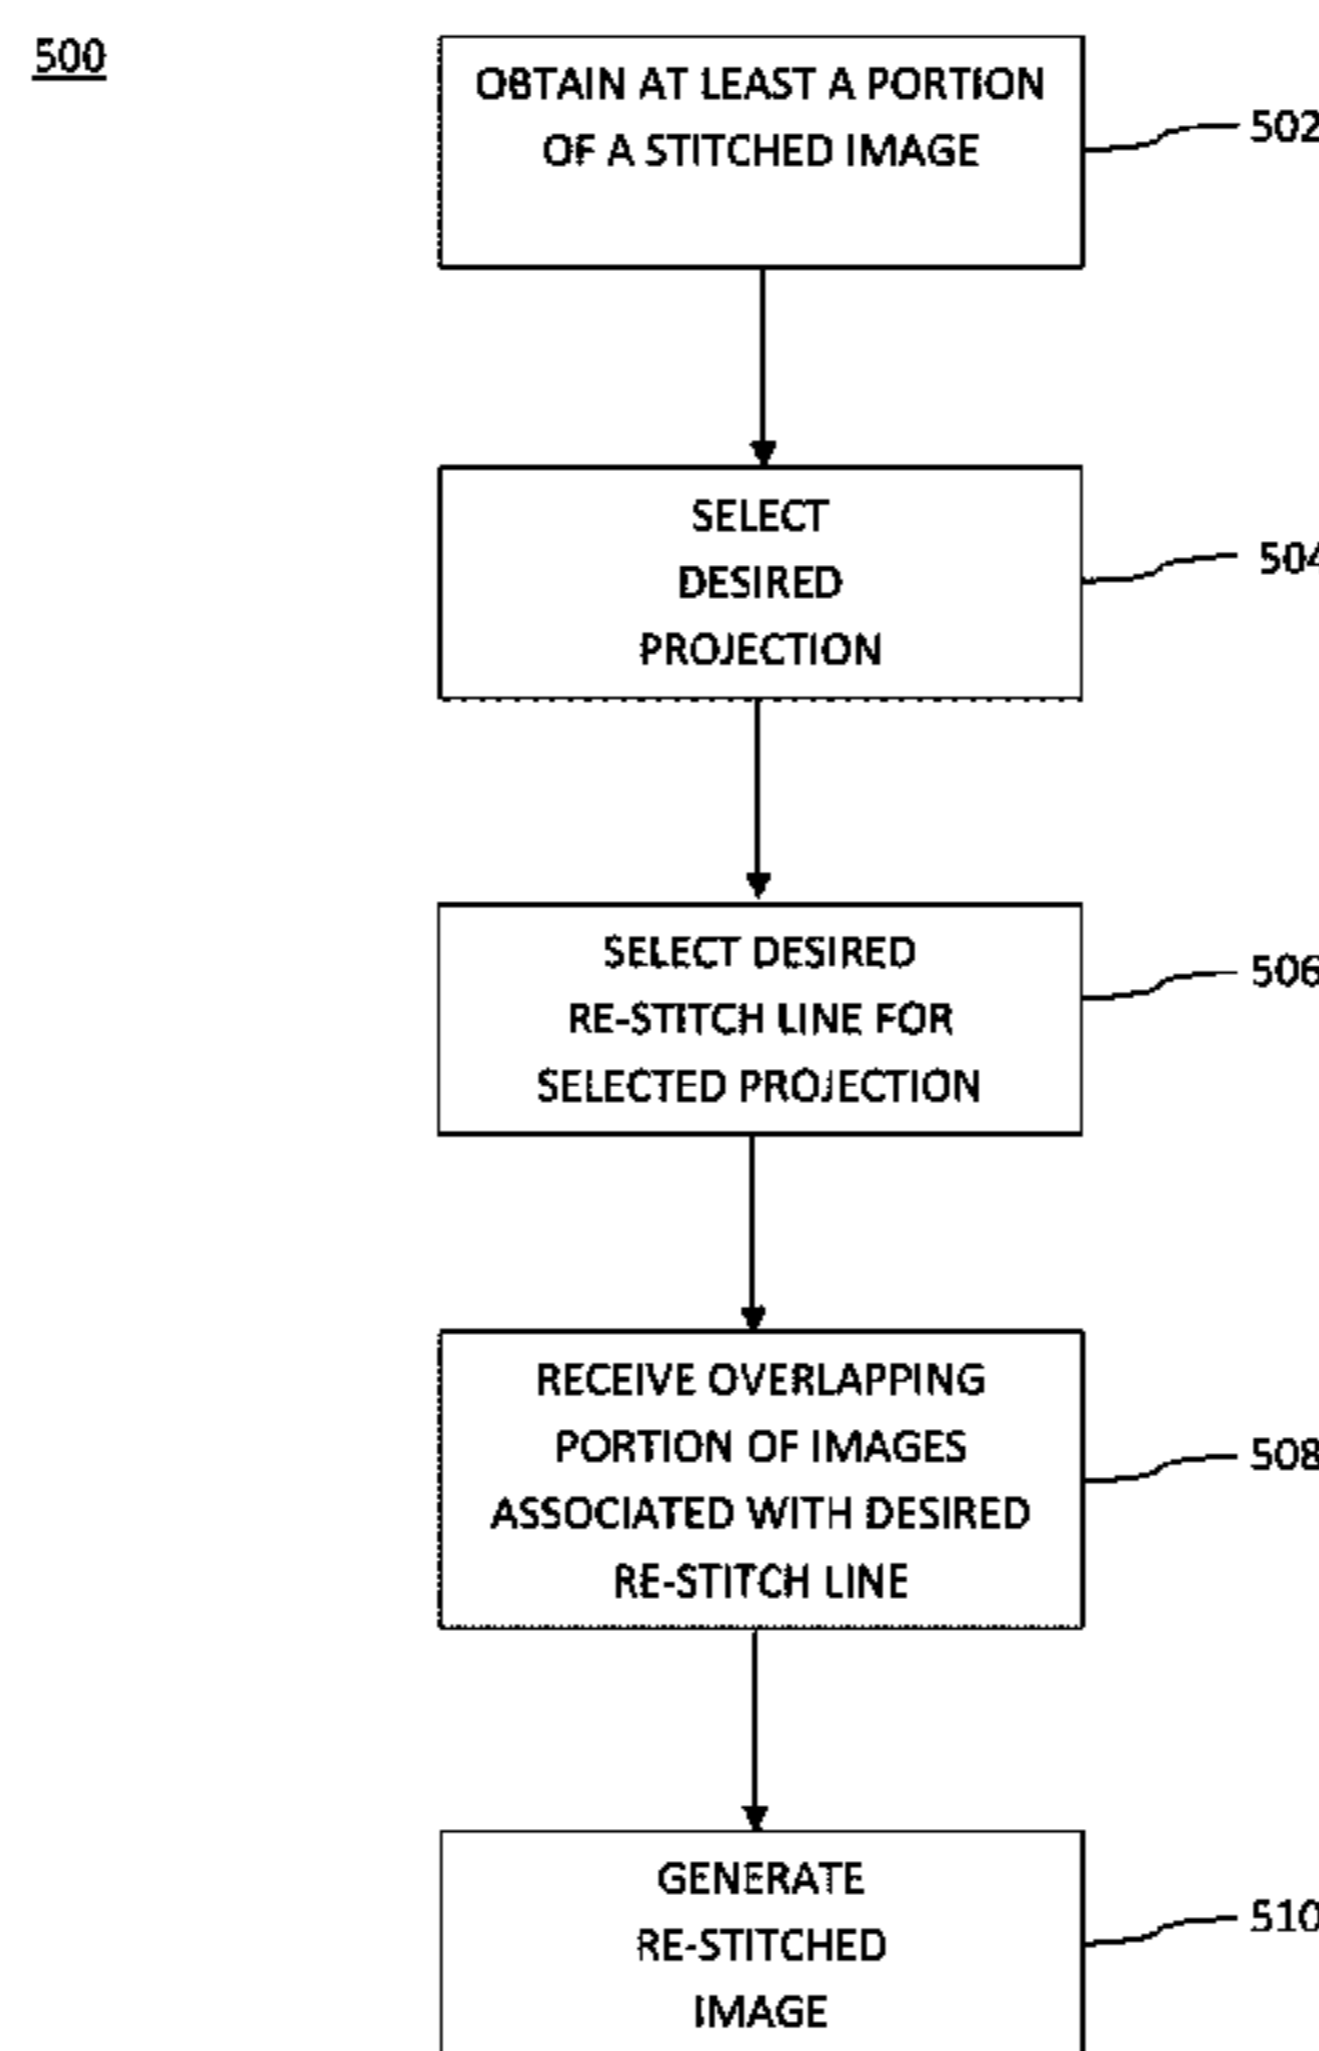 500
OBTAIN AT LEAST A PORTION
OF A STITCHED IMAGE
502
SELECT
DESIRED
PROJECTION
504
SELECT DESIRED
RE-STITCH LINE FOR
SELECTED PROJECTION
506
RECEIVE OVERLAPPING
PORTION OF IMAGES
ASSOCIATED WITH DESIRED
RE-STITCH LINE
508
GENERATE
RE-STITCHED
IMAGE
510